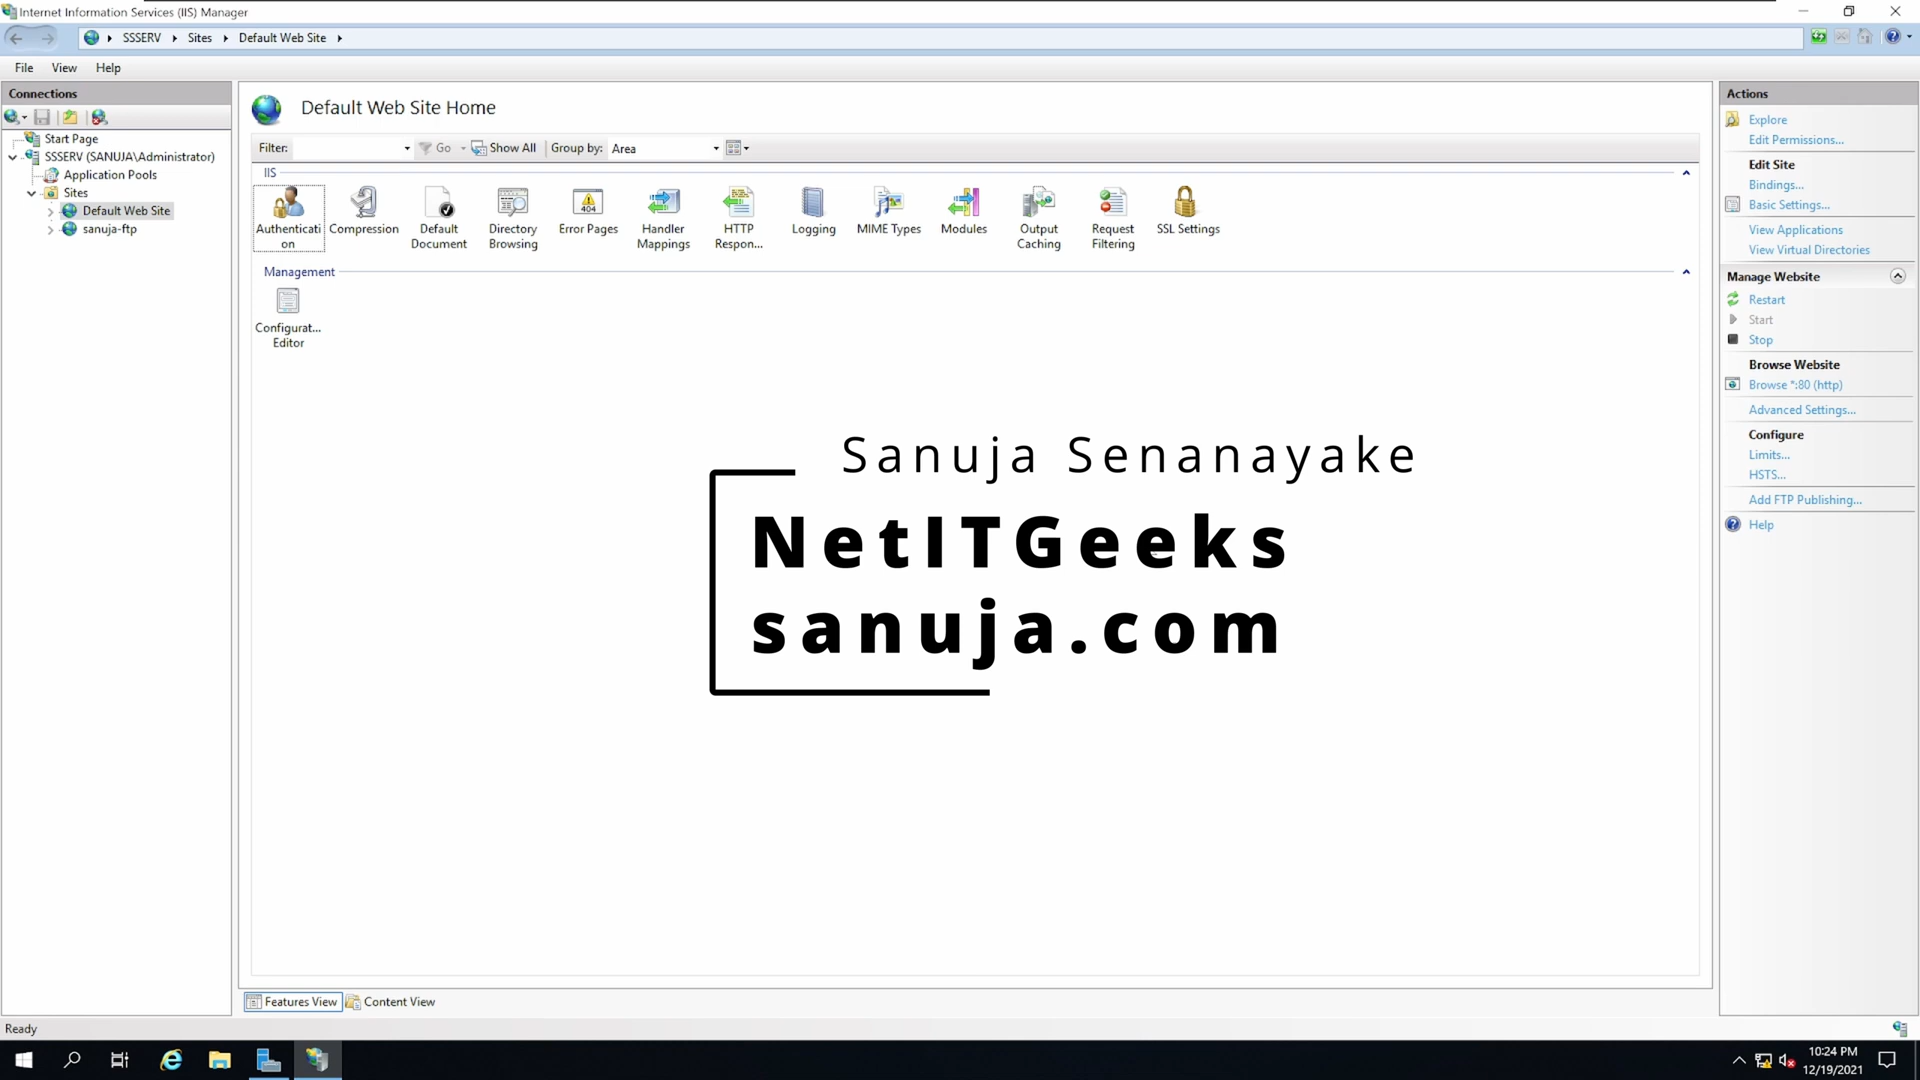 Internet Information Services (IIS) Manager
SSSERV
Sites
Default Web Site
File
View
Help
Connections
Start Page
SSSERV (SANUJA\Administrator)
Application Pools
Sites
Default Web Site
sanuja-ftp
Default Web Site Home
Filter:
Go
Show All
Group by:
Area
IIS
Authenticati
on
Compression
Default
Document
Directory
Browsing
Error Pages
404
Handler
Mappings
HTTP
Respon...
Logging
MIME Types
Modules
Output
Caching
Request
Filtering
SSL Settings
Management
Configurat...
Editor
Sanuja Senanayake
NetITGeeks
sanuja.com
Features View
Content View
Actions
Explore
Edit Permissions...
Edit Site
Bindings...
Basic Settings...
View Applications
View Virtual Directories
Manage Website
Restart
Start
Stop
Browse Website
Browse *:80 (http)
Advanced Settings...
Configure
Limits...
HSTS...
Add FTP Publishing...
Help
Ready
10:24 PM
12/19/2021